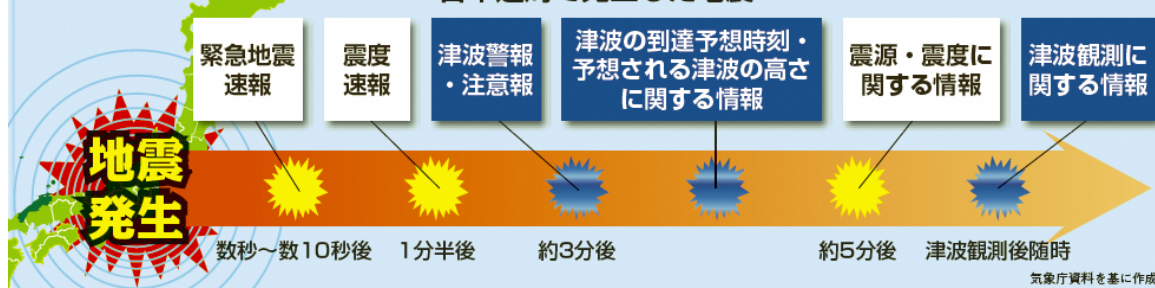 緊急地震
速報
震度
速報
津波警報
・注意報
津波の到達予想時刻・
予想される津波の高さ
に関する情報
震源・震度に
関する情報
津波観測に
関する情報
地震
発生
数秒～数10秒後
1分半後
約3分後
約5分後
津波観測後随時
気象庁資料を基に作成